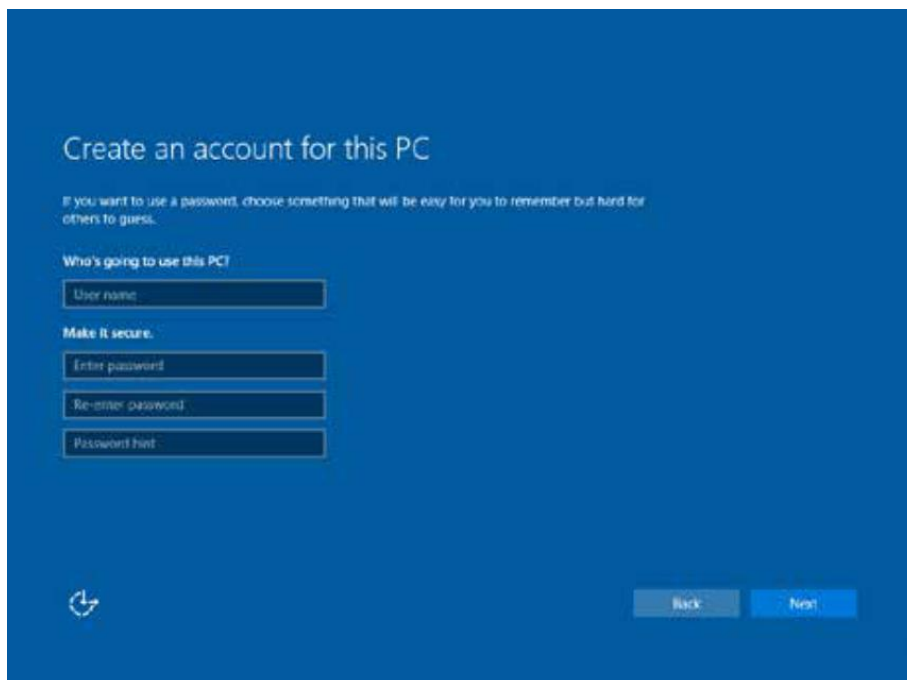 Create an account for this PC
If you want to use a password, choose something that will be easy for you to remember but hard for
others to guess.
Who's going to use this PC?
User name
Make it secure.
Enter password
Re-enter password
Password hint
Back
Next